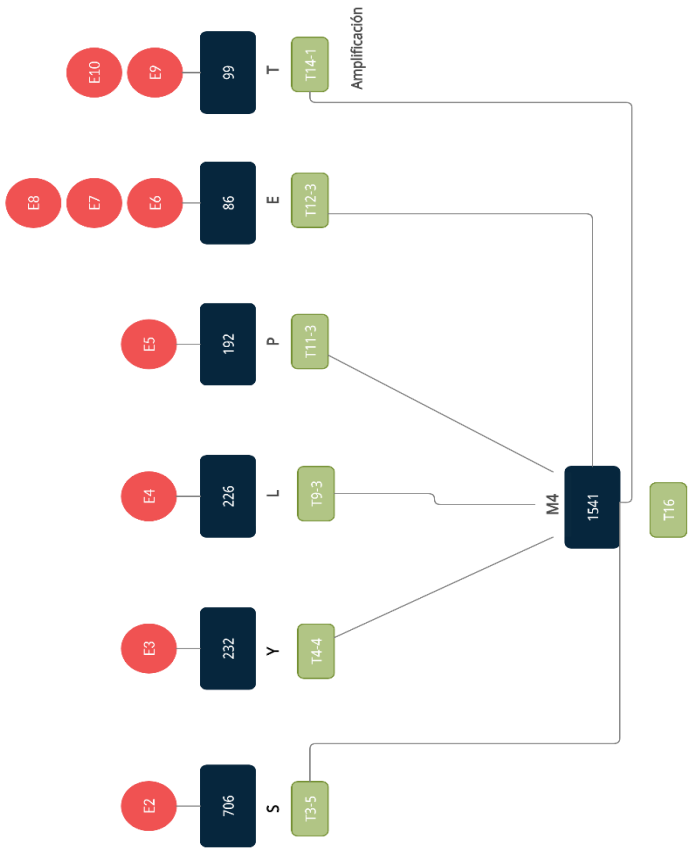 E8
E7 E10
E2 E3 E4 E5 E6 E9
706 232 226 192 86 99
S Y L P E T
T3-5 T4-4 T9-3 T11-3 T12-3 T14-1
Amplificación
M4
1541
T16